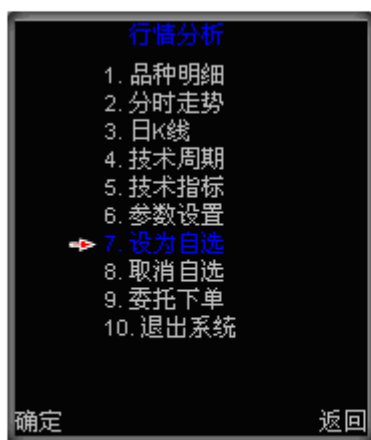 行情分析
1. 品种明细
2. 分时走势
3. 日K线
4. 技术周期
5. 技术指标
6. 参数设置
7. 设为自选
8. 取消自选
9. 委托下单
10. 退出系统
确定 返回